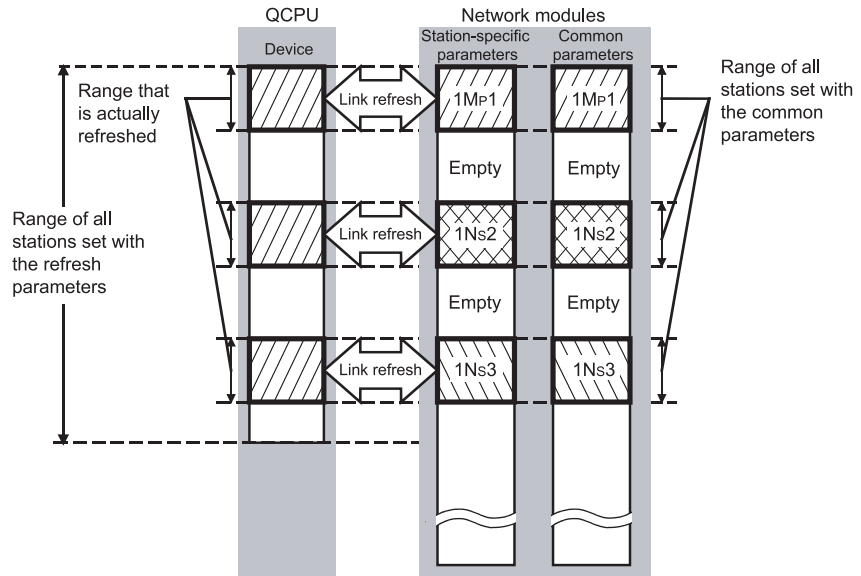 QCPU
Network modules
Device
Station-specific
parameters
Common
parameters
Range that
is actually
refreshed
Link refresh
1MP1
1MP1
Range of all
stations set with
the common
parameters
Empty
Empty
Range of all
stations set with
the refresh
parameters
Link refresh
1NS2
1NS2
Empty
Empty
Link refresh
1NS3
1NS3